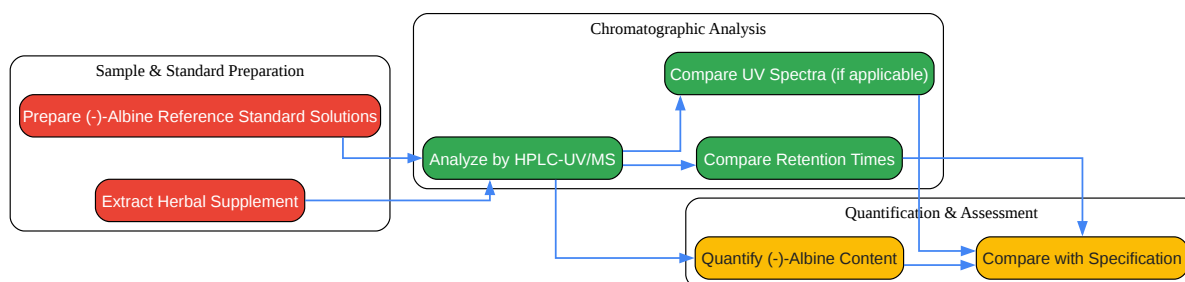 Chromatographic Analysis
Sample & Standard Preparation
Compare UV Spectra (if applicable)
Prepare (-)-Albine Reference Standard Solutions
Analyze by HPLC-UV/MS
Compare Retention Times
Extract Herbal Supplement
Quantification & Assessment
Quantify (-)-Albine Content
Compare with Specification